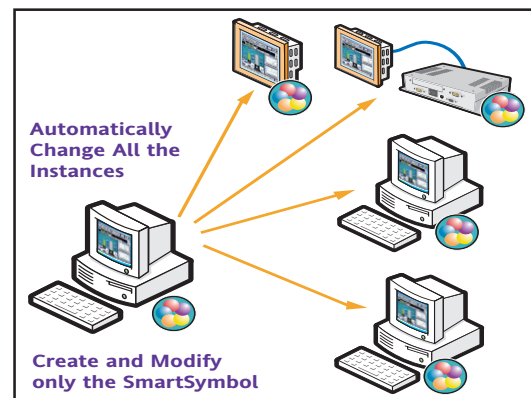 Automatically
Change All the
Instances
Create and Modify
only the SmartSymbol